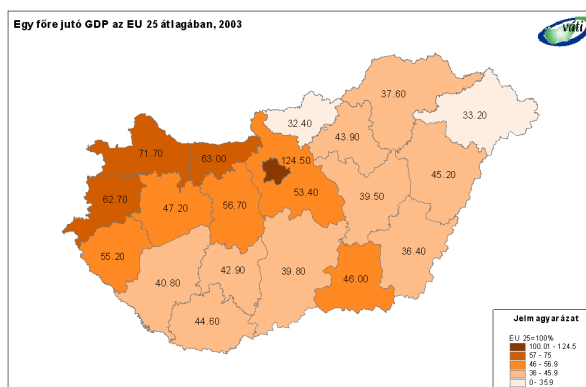 Egy főre jutó GDP az EU 25 átlagában, 2003
váti
37.60
32.40
33.20
43.90
71.70
63.00
124.50
45.20
62.70
53.40
39.50
47.20
56.70
55.20
36.40
42.90
39.80
46.00
40.80
44.60
Jelmagyarázat
EU 25=100%
100.01 - 124.5
57 - 75
46 - 56.9
36 - 45.9
0 - 35.9